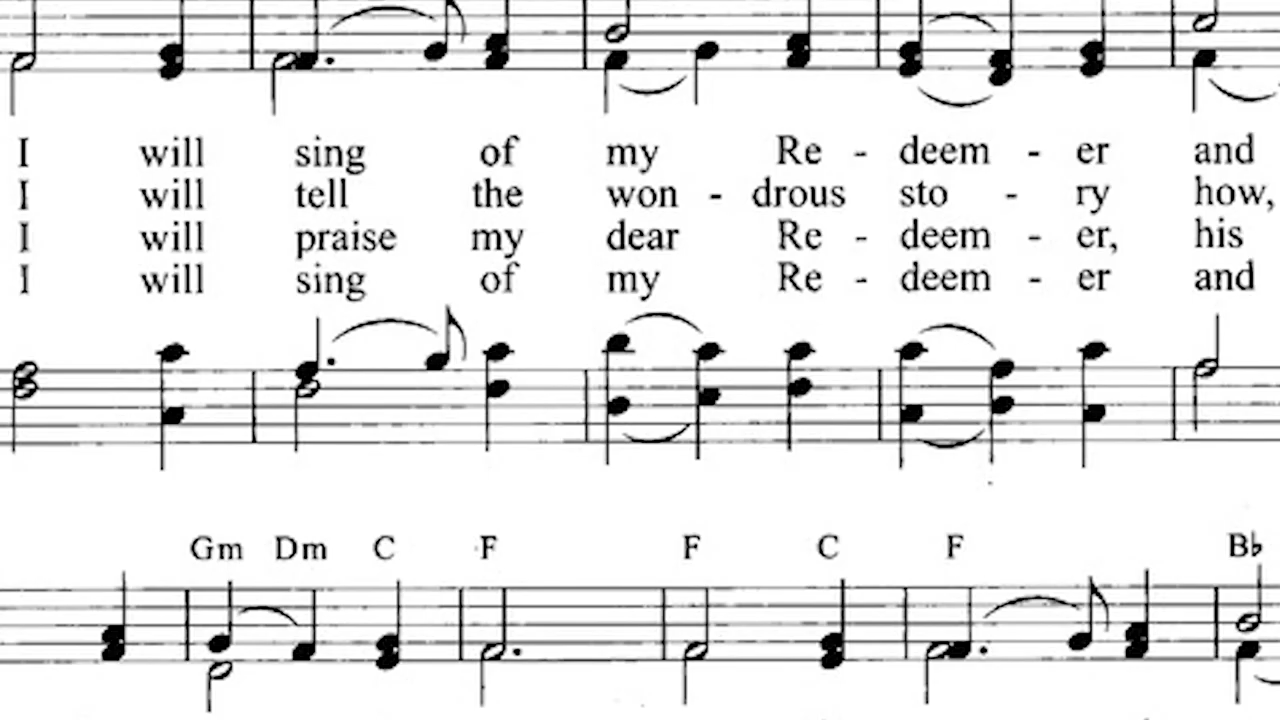 I will sing of my Re - deem - er and
I will tell the won - drous sto - ry how,
I will praise my dear Re - deem - er, his
I will sing of my Re - deem - er and
Gm Dm C F F C F B♭